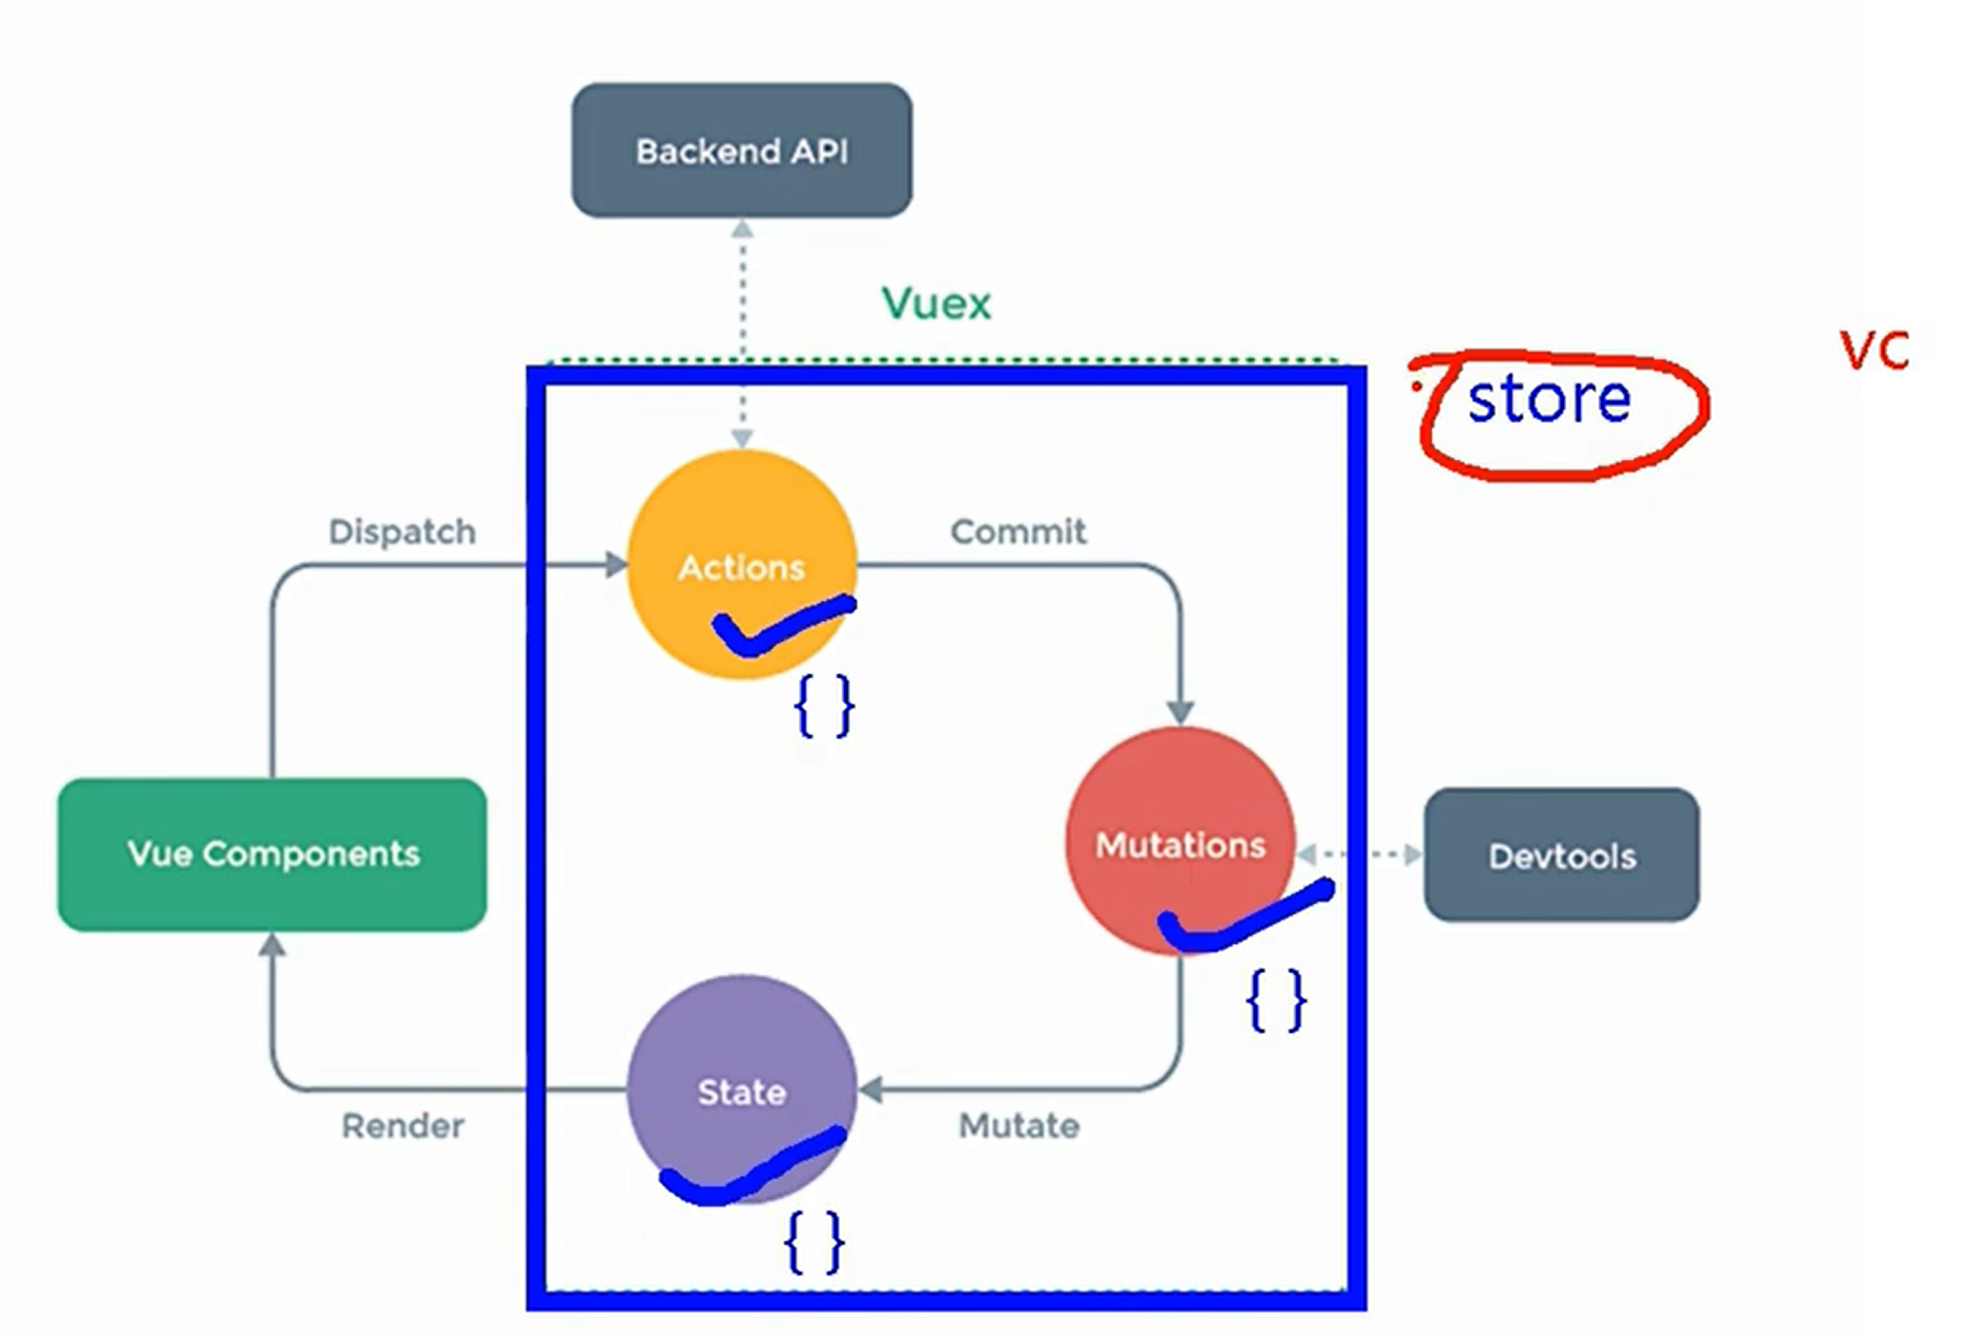 Backend API
Vuex
store
vc
Dispatch
Actions
Commit
{ }
Vue Components
Mutations
Devtools
{ }
State
Render
Mutate
{ }